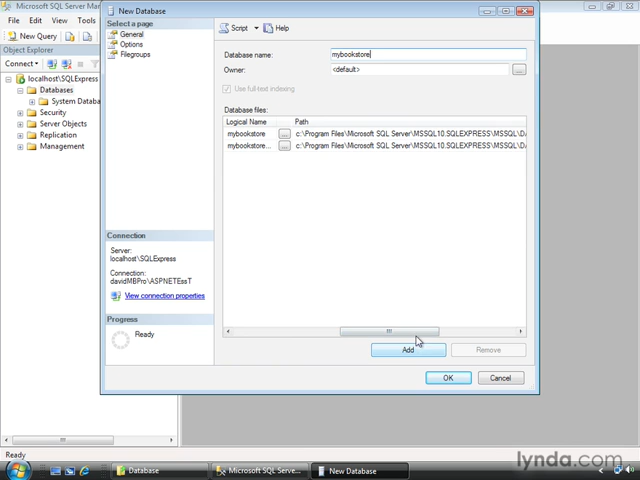 Microsoft SQL Server Mar
File Edit View Tools
New Query
Object Explorer
Connect
localhost\SQLExpress
Databases
System Databa
Security
Server Objects
Replication
Management
New Database
Select a page
General
Options
Filegroups
Script Help
Database name: mybookstore
Owner: <default> ...
Use full-text indexing
Database files:
Logical Name Path
mybookstore ... c:\Program Files\Microsoft SQL Server\MSSQL10.SQLEXPRESS\MSSQL\DA
mybookstore... ... c:\Program Files\Microsoft SQL Server\MSSQL10.SQLEXPRESS\MSSQL\DA
Connection
Server:
localhost\SQLExpress
Connection:
davidMBPro\ASPNETEssT
View connection properties
Progress
Ready
Add Remove
OK Cancel
Ready
Database Microsoft SQL Serve... New Database
lynda.com